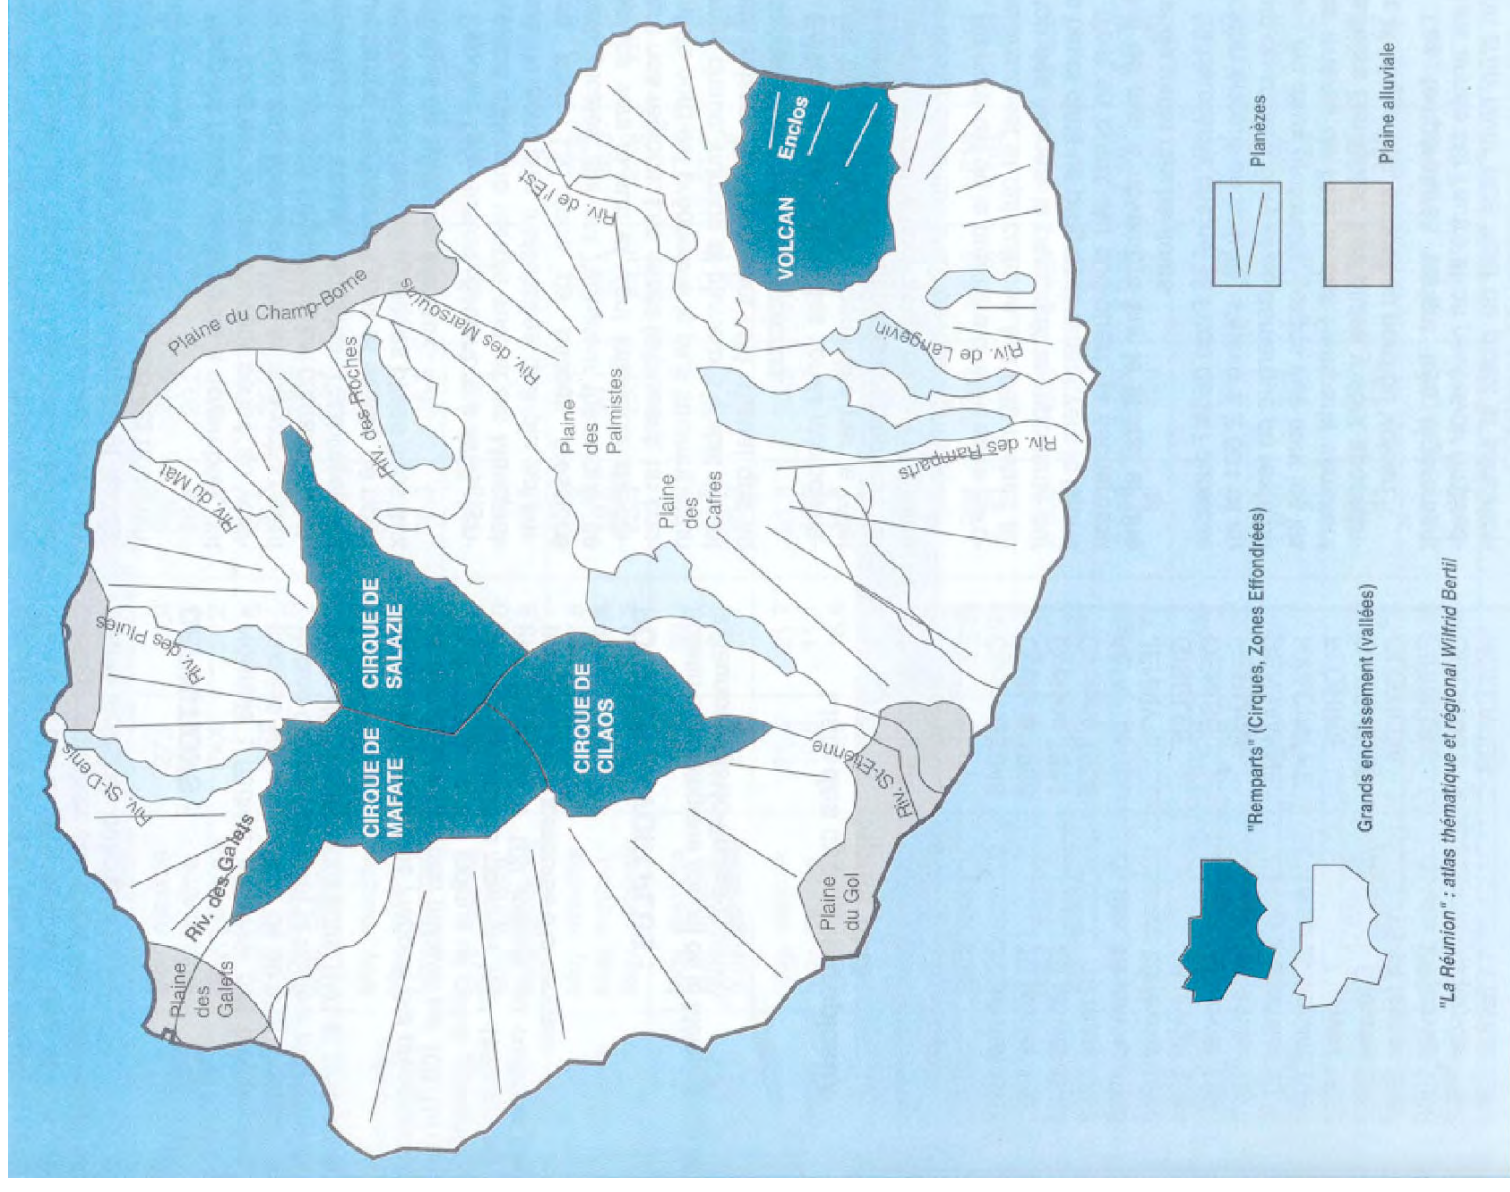 Plaine du Champ-Borne
Riv. de l'Est
Riv. des Marsouins
Riv. des Roches
Riv. du Mât
Riv. des Pluies
Riv. St-Denis
Riv. des Galets
Plaine
des
Galets
CIRQUE DE
SALAZIE
CIRQUE DE
MAFATE
CIRQUE DE
CILAOS
Plaine
des
Palmistes
Plaine
des
Cafres
VOLCAN Enclos
Riv. de Langevin
Riv. des Remparts
Riv. St-Etienne
Plaine
du Gol
"Remparts" (Cirques, Zones Effondrées)
Planèzes
Grands encaissement (vallées)
Plaine alluviale
"La Réunion" : atlas thématique et régional Wilfrid Bertil